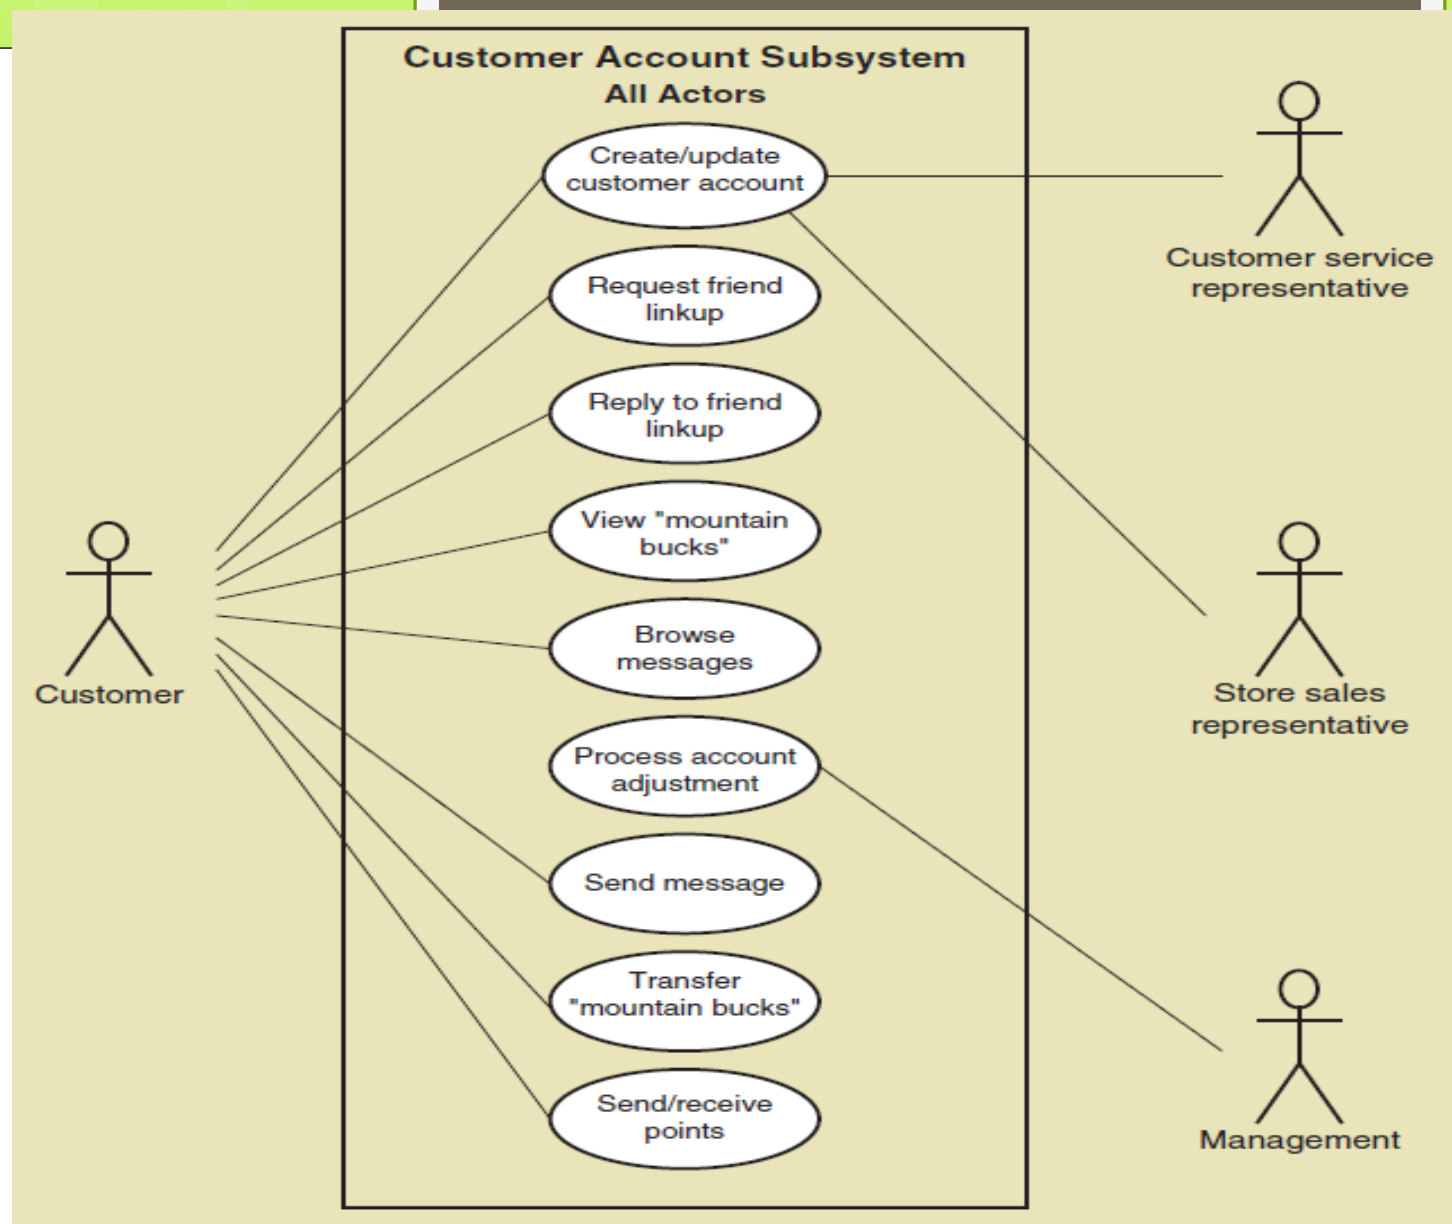 Customer Account Subsystem
All Actors
Create/update
customer account
Request friend
linkup
Reply to friend
linkup
View "mountain
bucks"
Browse
messages
Process account
adjustment
Send message
Transfer
"mountain bucks"
Send/receive
points
Customer
Customer service
representative
Store sales
representative
Management